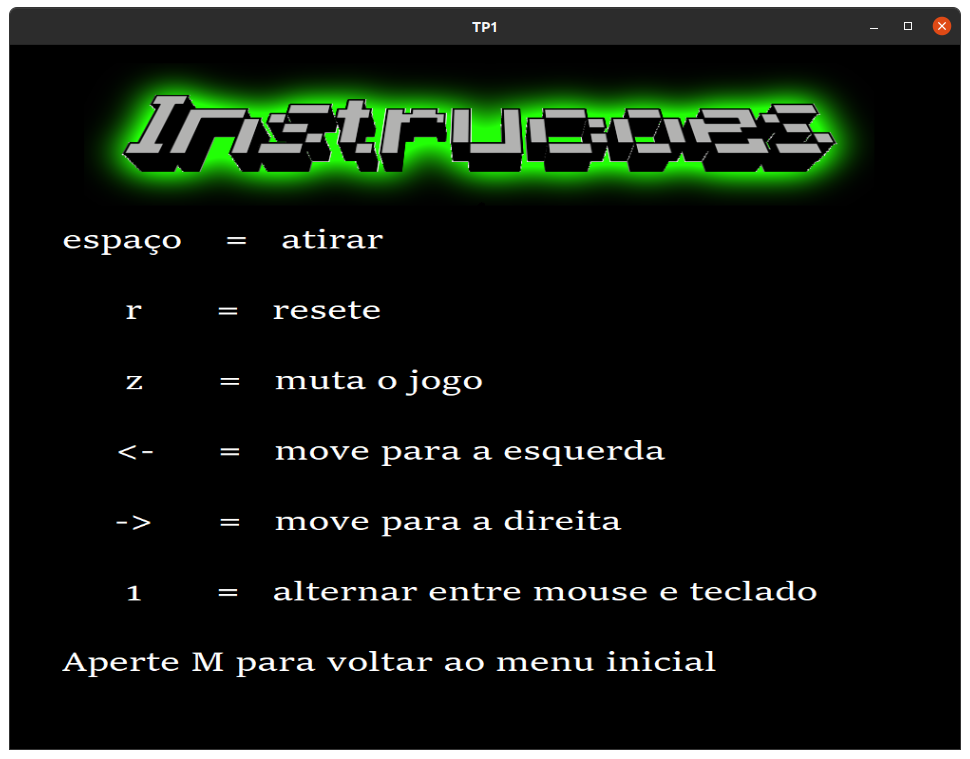 TP1
Instrucoes
espaço = atirar
r = resete
z = muta o jogo
<- = move para a esquerda
-> = move para a direita
1 = alternar entre mouse e teclado
Aperte M para voltar ao menu inicial